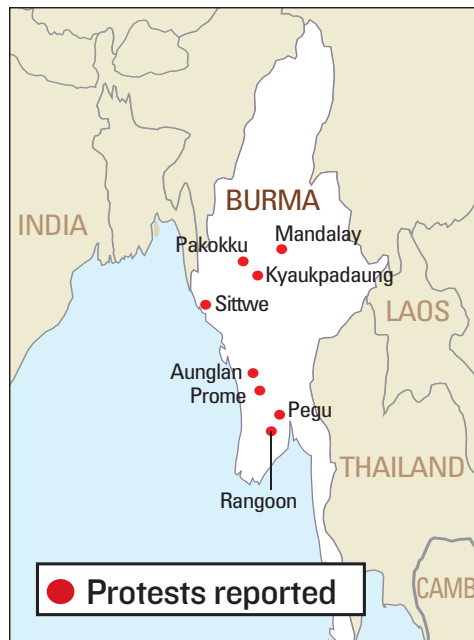 BURMA
INDIA
Mandalay
Pakokku
Kyaukpadaung
Sittwe
LAOS
Aunglan
Prome
Pegu
THAILAND
Rangoon
CAMB
Protests reported